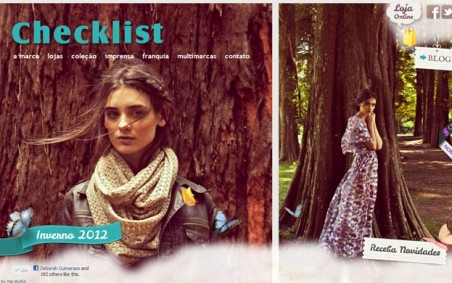 Checklist
a marca lojas coleção imprensa franquia multimarcas contato
Loja
Online
BLOG
Inverno 2012
Receba Novidades
Deborah Guimaraes and
192 others like this.